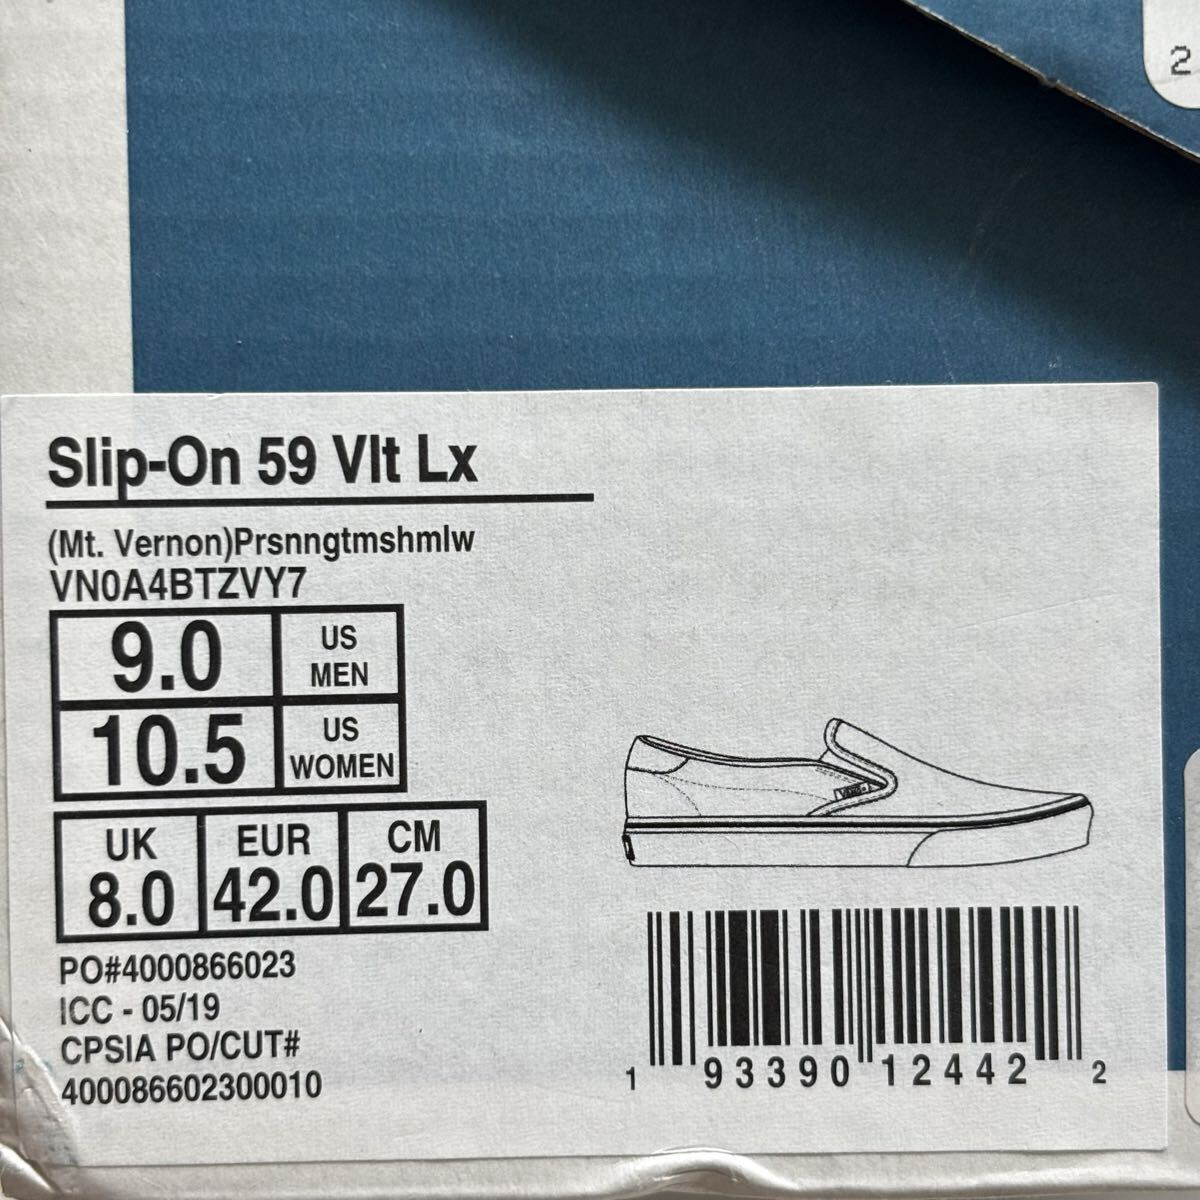 2
Slip-On 59 Vlt Lx
(Mt. Vernon)Prsnngtmshmlw
VN0A4BTZVY7
9.0 US MEN
10.5 US WOMEN
UK EUR CM
8.0 42.0 27.0
PO#4000866023
ICC - 05/19
CPSIA PO/CUT#
400086602300010
1 93390 12442 2